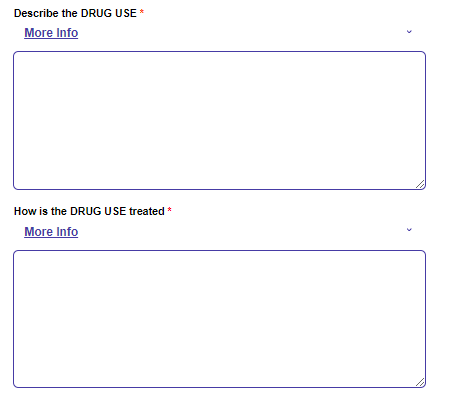 Describe the DRUG USE *
More Info
How is the DRUG USE treated *
More Info